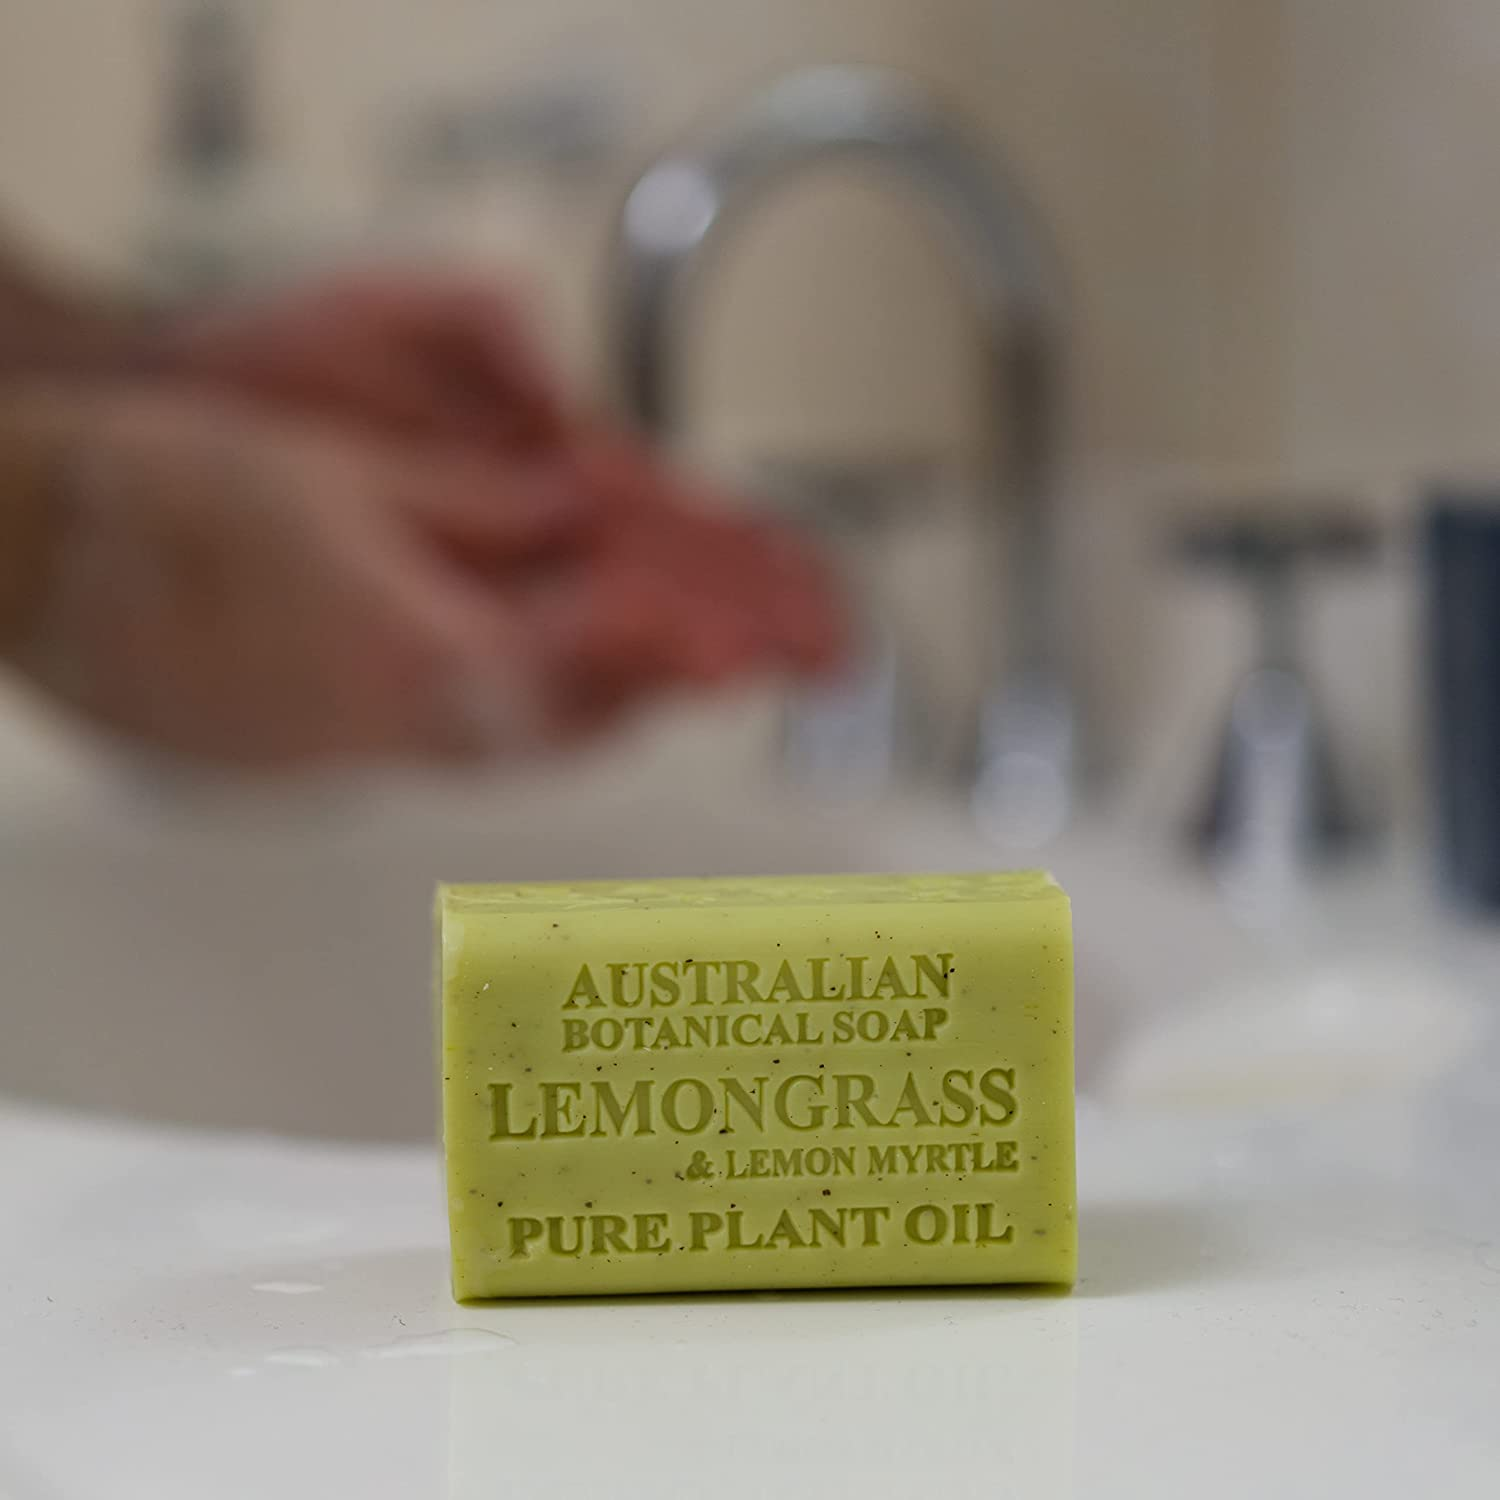 AUSTRALIAN
BOTANICAL SOAP
LEMONGRASS
& LEMON MYRTLE
PURE PLANT OIL